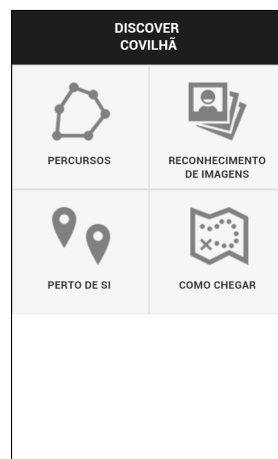 DISCOVER
COVILHÃ
PERCURSOS
RECONHECIMENTO
DE IMAGENS
PERTO DE SI
COMO CHEGAR